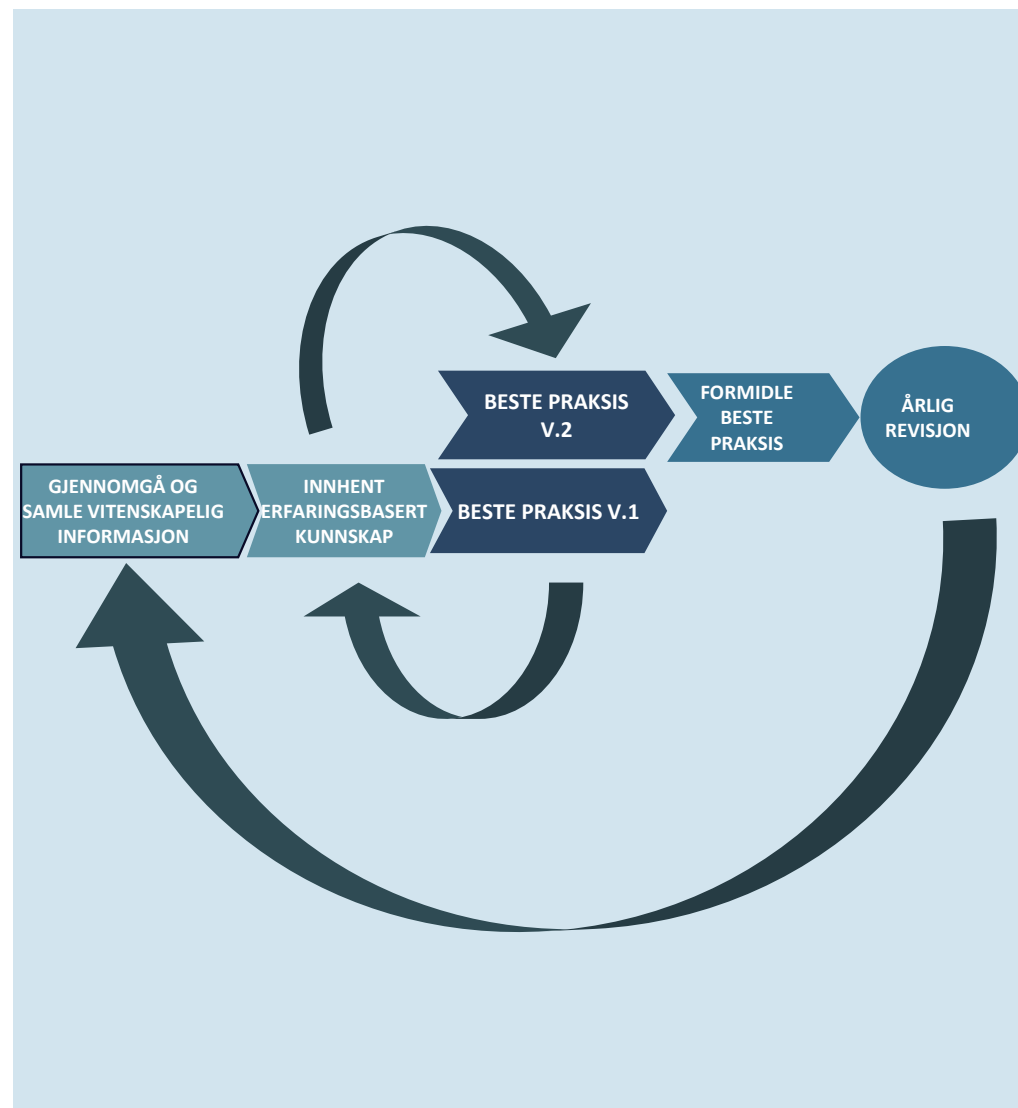 GJENNOMGÅ OG
SAMLE VITENSKAPELIG
INFORMASJON
INNHENT
ERFARINGSBASERT
KUNNSKAP
BESTE PRAKSIS V.1
BESTE PRAKSIS
V.2
FORMIDLE
BESTE
PRAKSIS
ÅRLIG
REVISJON